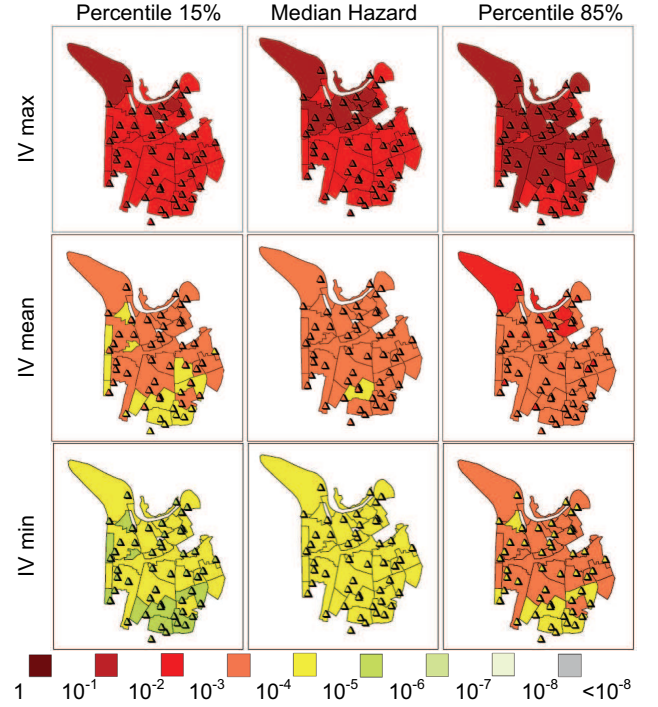 Percentile 15% Median Hazard Percentile 85%
IV max
IV mean
IV min
1 10⁻¹ 10⁻² 10⁻³ 10⁻⁴ 10⁻⁵ 10⁻⁶ 10⁻⁷ 10⁻⁸ <10⁻⁸